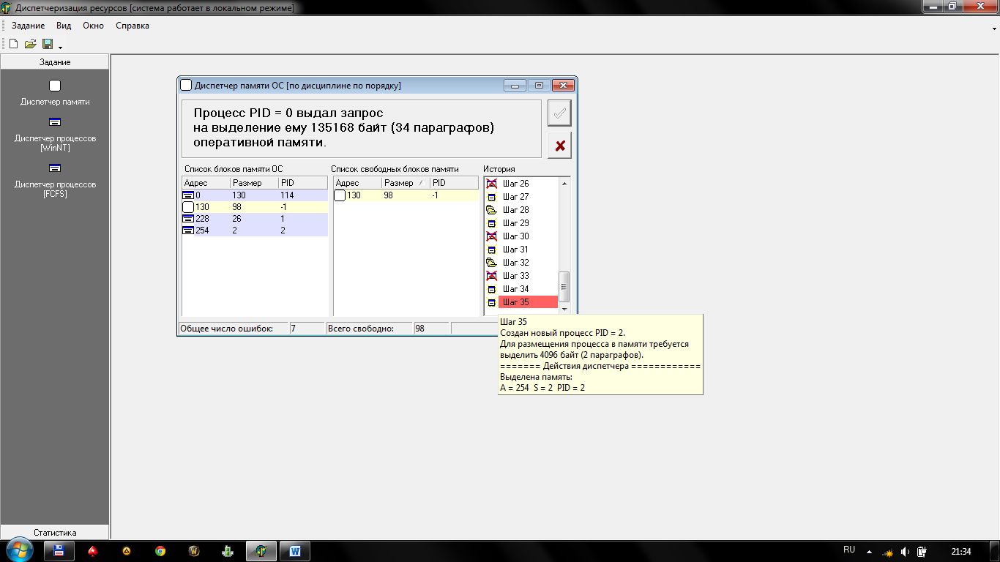 Диспетчеризация ресурсов [система работает в локальном режиме]
Задание Вид Окно Справка
Задание
Диспетчер памяти
Диспетчер процессов
[WinNT]
Диспетчер процессов
[FCFS]
Статистика
Диспетчер памяти ОС [по дисциплине по порядку]
Процесс PID = 0 выдал запрос
на выделение ему 135168 байт (34 параграфов)
оперативной памяти.
Список блоков памяти ОС
Адрес Размер PID
0 130 114
130 98 -1
228 26 1
254 2 2
Список свободных блоков памяти
Адрес Размер PID
130 98 -1
История
Шаг 26
Шаг 27
Шаг 28
Шаг 29
Шаг 30
Шаг 31
Шаг 32
Шаг 33
Шаг 34
Шаг 35
Общее число ошибок: 7 Всего свободно: 98
Шаг 35
Создан новый процесс PID = 2.
Для размещения процесса в памяти требуется
выделить 4096 байт (2 параграфов).
======= Действия диспетчера ============
Выделена память:
A = 254 S = 2 PID = 2
RU 21:34